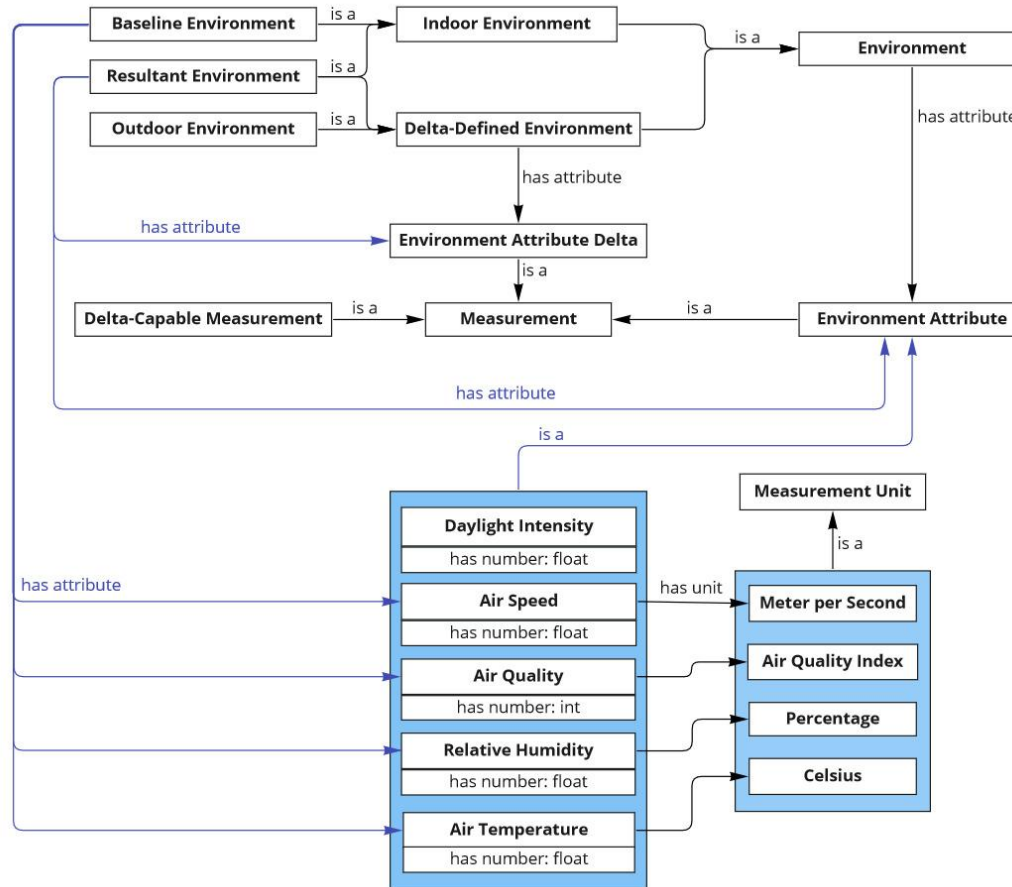 Baseline Environment
is a
Indoor Environment
is a
Environment
Resultant Environment
is a
Outdoor Environment
is a
Delta-Defined Environment
has attribute
has attribute
has attribute
Environment Attribute Delta
is a
Delta-Capable Measurement
is a
Measurement
is a
Environment Attribute
has attribute
is a
Measurement Unit
is a
Daylight Intensity
has number: float
has attribute
Air Speed
has number: float
has unit
Meter per Second
Air Quality
has number: int
Air Quality Index
Relative Humidity
has number: float
Percentage
Air Temperature
has number: float
Celsius